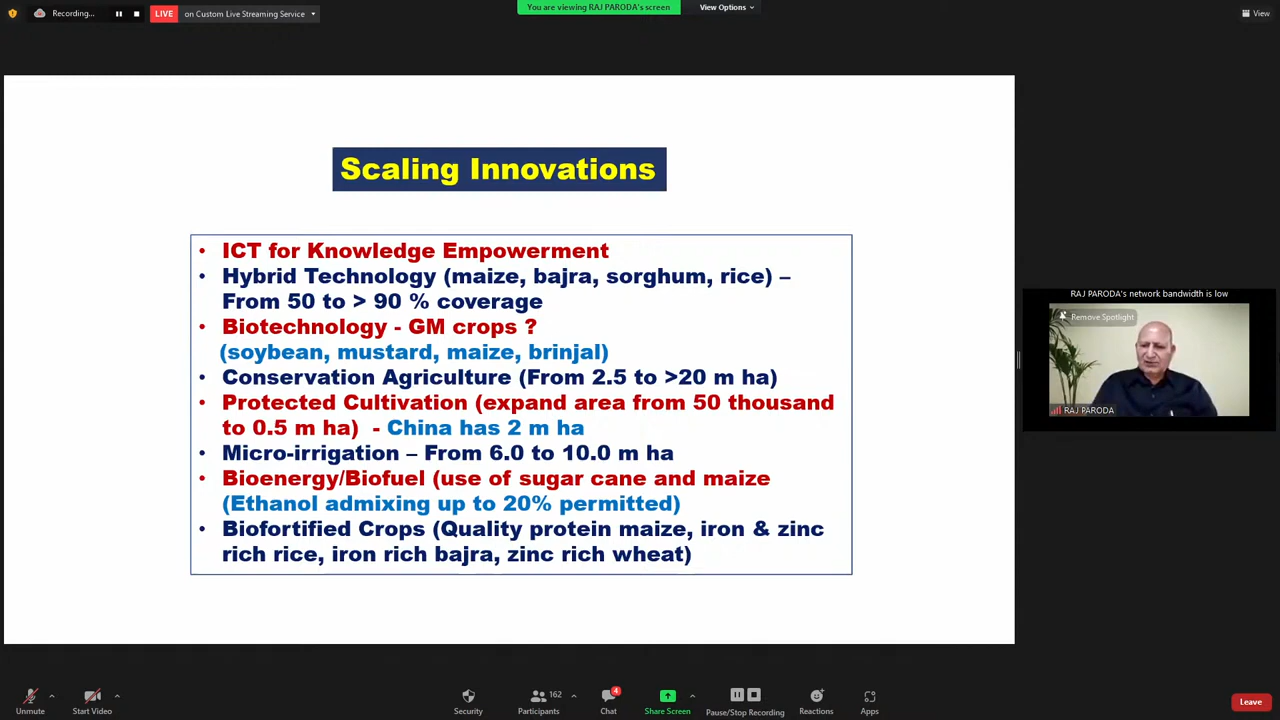 Recording...
LIVE on Custom Live Streaming Service
You are viewing RAJ PARODA's screen
View Options
View
Scaling Innovations
• ICT for Knowledge Empowerment
• Hybrid Technology (maize, bajra, sorghum, rice) –
From 50 to > 90 % coverage
• Biotechnology - GM crops ?
(soybean, mustard, maize, brinjal)
• Conservation Agriculture (From 2.5 to >20 m ha)
• Protected Cultivation (expand area from 50 thousand
to 0.5 m ha) - China has 2 m ha
• Micro-irrigation – From 6.0 to 10.0 m ha
• Bioenergy/Biofuel (use of sugar cane and maize
(Ethanol admixing up to 20% permitted)
• Biofortified Crops (Quality protein maize, iron & zinc
rich rice, iron rich bajra, zinc rich wheat)
RAJ PARODA's network bandwidth is low
Remove Spotlight
RAJ PARODA
Unmute
Start Video
Security
Participants
162
Chat
4
Share Screen
Pause/Stop Recording
Reactions
Apps
Leave